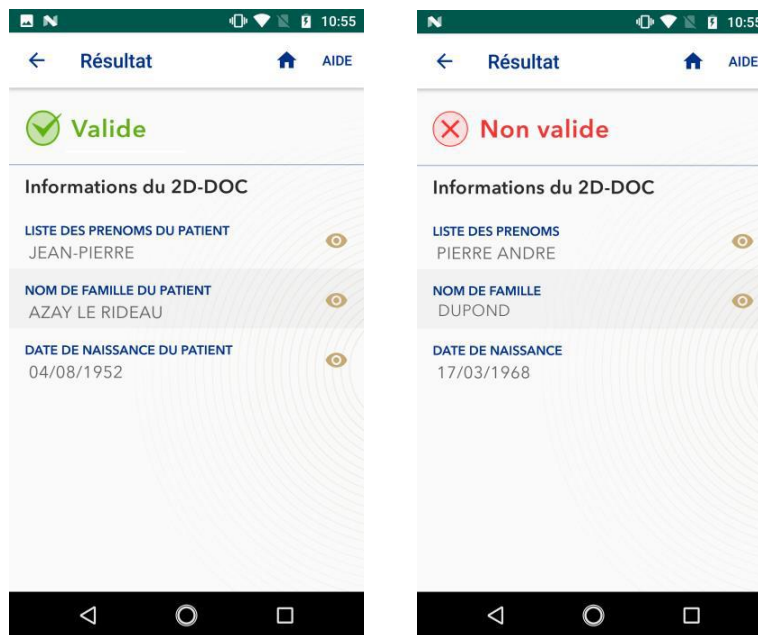 10:55
Résultat
AIDE
Valide
Informations du 2D-DOC
LISTE DES PRENOMS DU PATIENT
JEAN-PIERRE
NOM DE FAMILLE DU PATIENT
AZAY LE RIDEAU
DATE DE NAISSANCE DU PATIENT
04/08/1952
10:55
Résultat
AIDE
Non valide
Informations du 2D-DOC
LISTE DES PRENOMS
PIERRE ANDRE
NOM DE FAMILLE
DUPOND
DATE DE NAISSANCE
17/03/1968